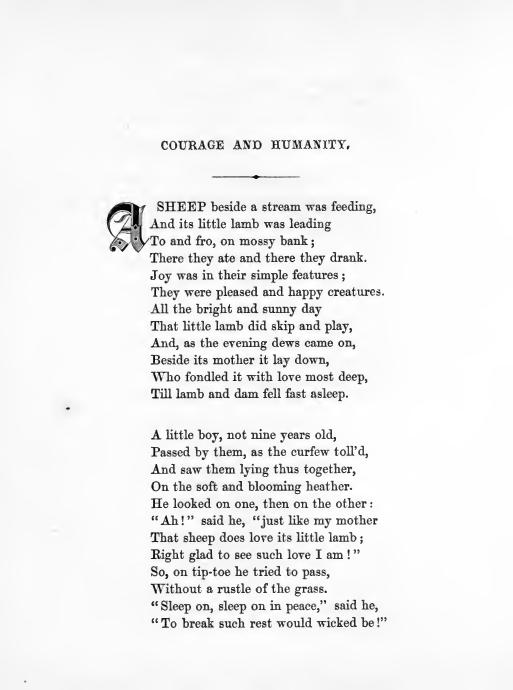 COURAGE AND HUMANITY.
A SHEEP beside a stream was feeding,
And its little lamb was leading
To and fro, on mossy bank;
There they ate and there they drank.
Joy was in their simple features;
They were pleased and happy creatures.
All the bright and sunny day
That little lamb did skip and play,
And, as the evening dews came on,
Beside its mother it lay down,
Who fondled it with love most deep,
Till lamb and dam fell fast asleep.
A little boy, not nine years old,
Passed by them, as the curfew toll'd,
And saw them lying thus together,
On the soft and blooming heather.
He looked on one, then on the other:
"Ah!" said he, "just like my mother
That sheep does love its little lamb;
Right glad to see such love I am!"
So, on tip-toe he tried to pass,
Without a rustle of the grass.
"Sleep on, sleep on in peace," said he,
"To break such rest would wicked be!"